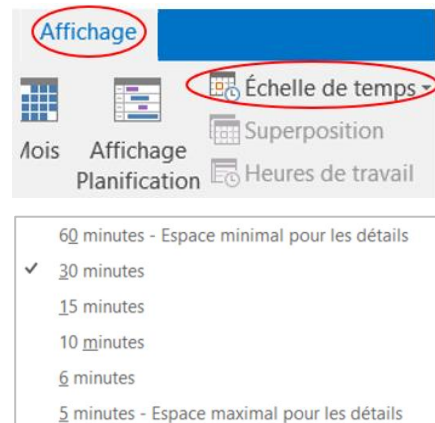 Affichage
Échelle de temps
Superposition
Mois Affichage
Planification Heures de travail
60 minutes - Espace minimal pour les détails
30 minutes
15 minutes
10 minutes
6 minutes
5 minutes - Espace maximal pour les détails